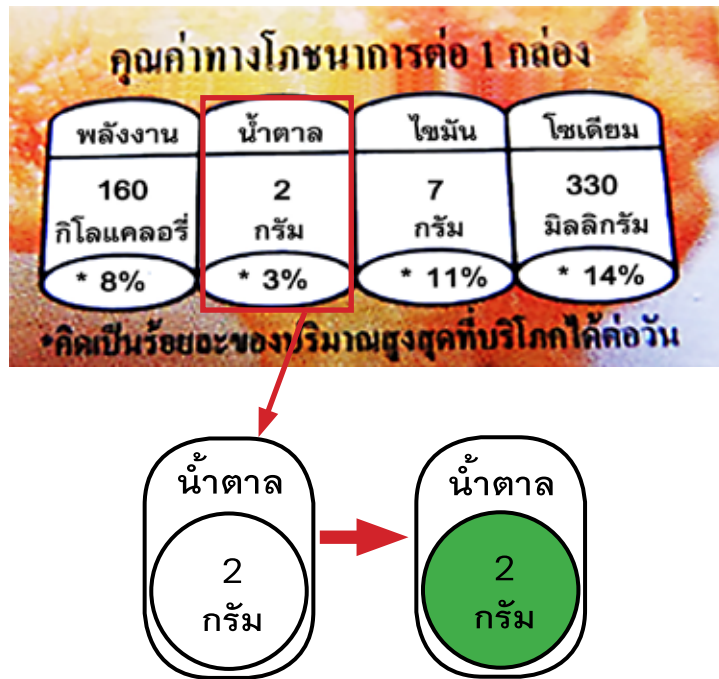 คุณค่าทางโภชนาการต่อ 1 กล่อง
พลังงาน น้ำตาล ไขมัน โซเดียม
160 2 7 330
กิโลแคลอรี่ กรัม กรัม มิลลิกรัม
* 8% * 3% * 11% * 14%
*คิดเป็นร้อยละของปริมาณสูงสุดที่บริโภคได้ต่อวัน
น้ำตาล น้ำตาล
2 2
กรัม กรัม